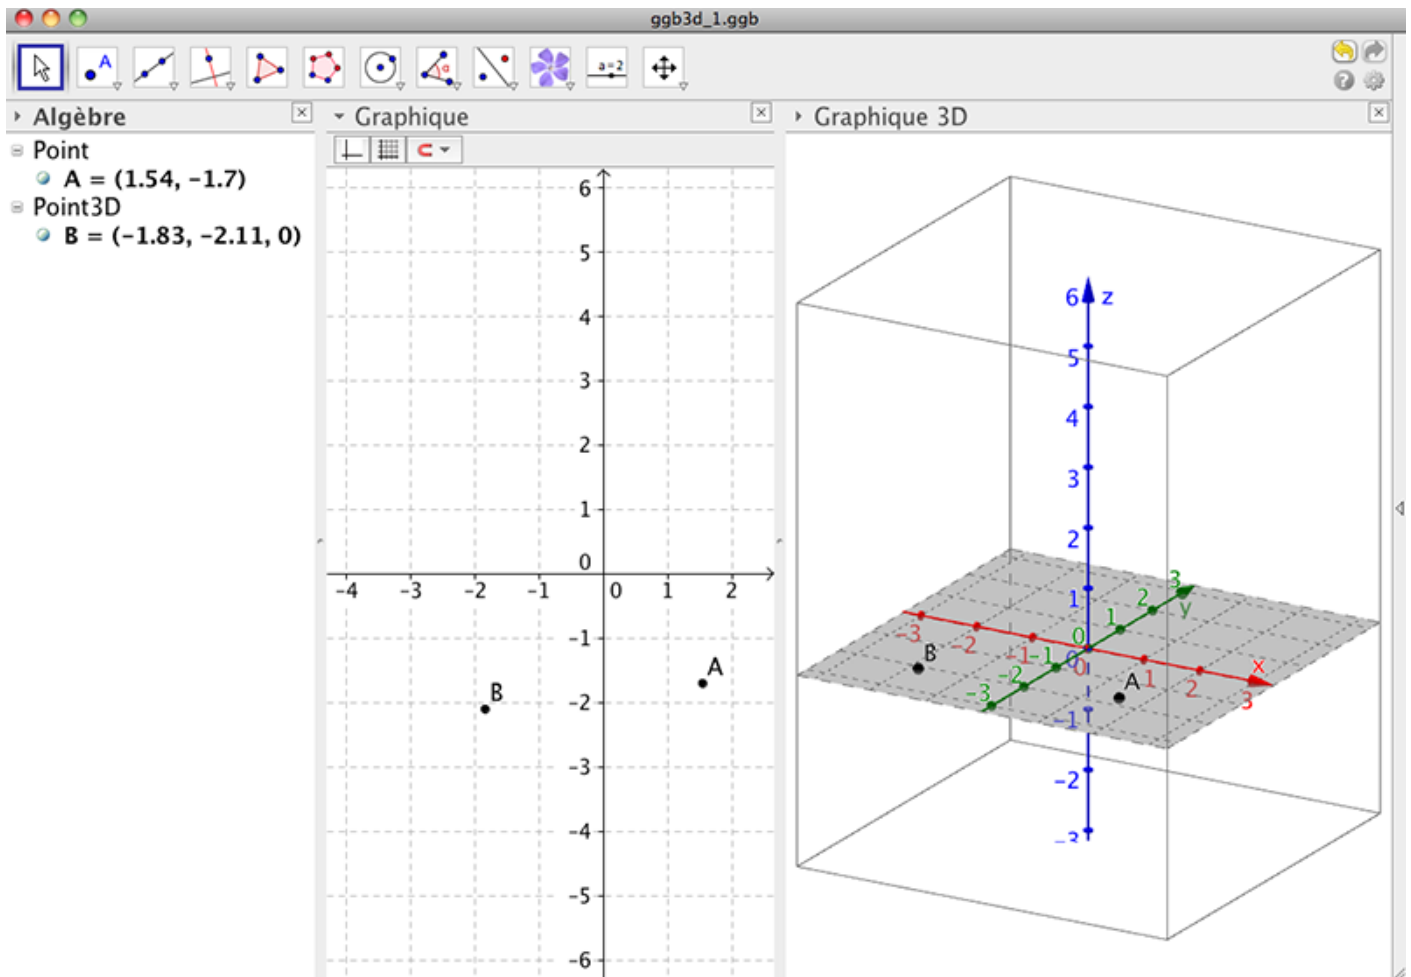 ggb3d_1.ggb
A
α
a=2
Algèbre
Graphique
Graphique 3D
Point
A = (1.54, -1.7)
Point3D
B = (-1.83, -2.11, 0)
6
5
4
3
2
1
0
-4 -3 -2 -1 0 1 2
-1
A
B
-2
-3
-4
-5
-6
6 z
5
4
3
2
1
3
2
y
1
0
-3 -2 -1 0 0 1 2 3
x
B
-1
-2
-3
A
-1
-2
-3